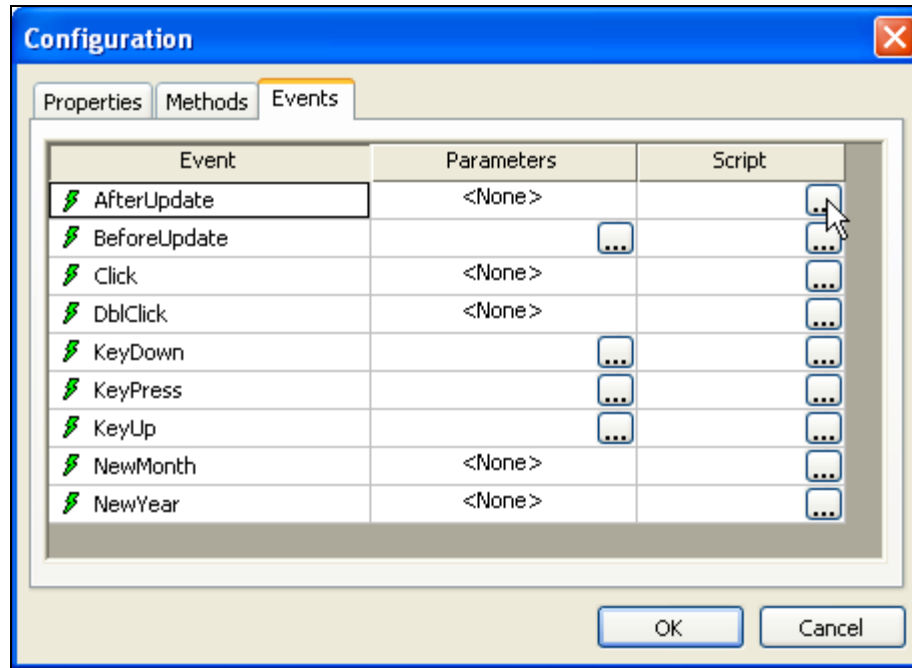 Configuration
Properties Methods Events
Event Parameters Script
AfterUpdate <None> ...
BeforeUpdate ... ...
Click <None> ...
DblClick <None> ...
KeyDown ... ...
KeyPress ... ...
KeyUp ... ...
NewMonth <None> ...
NewYear <None> ...
OK Cancel